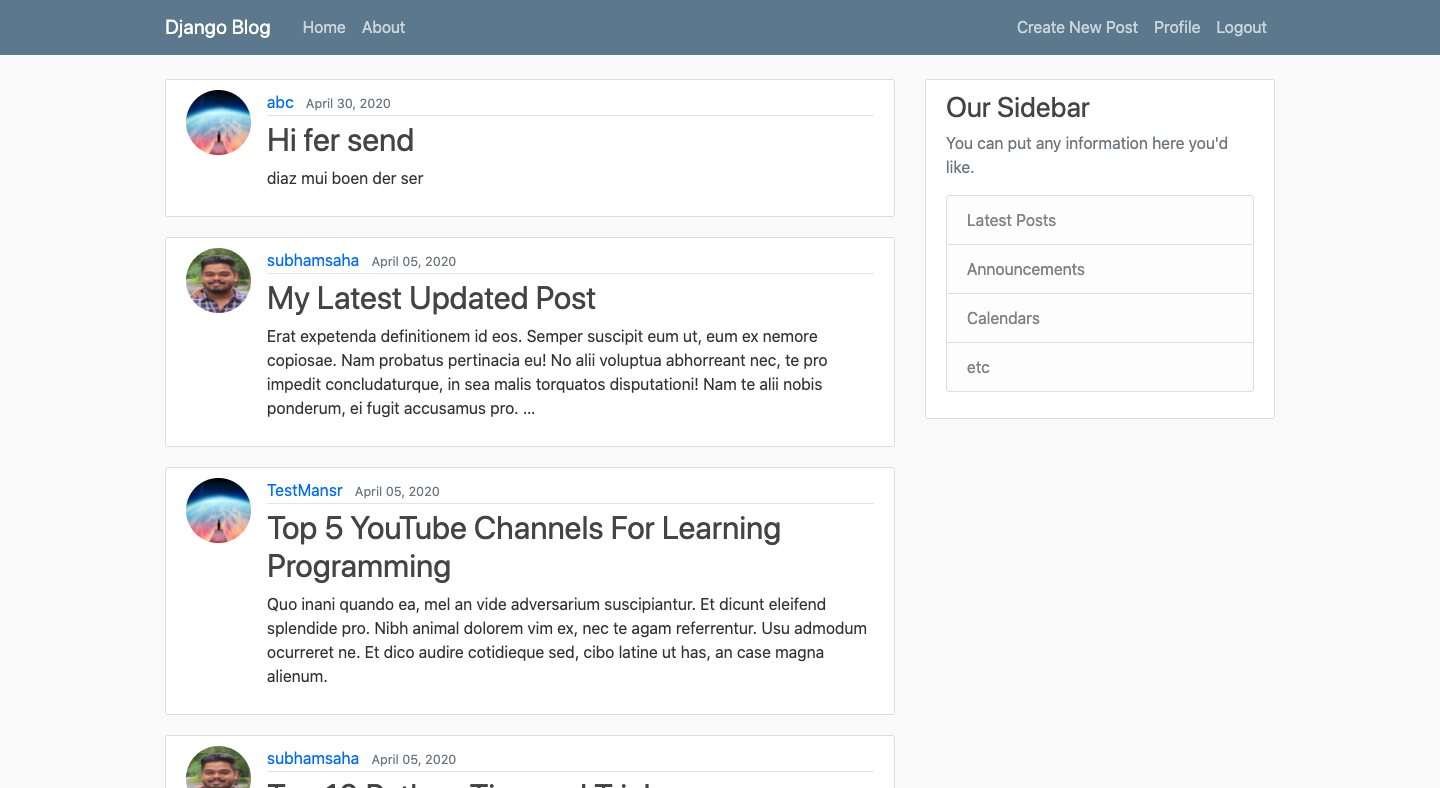 Django Blog Home About Create New Post Profile Logout
abc April 30, 2020
Hi fer send
diaz mui boen der ser
subhamsaha April 05, 2020
My Latest Updated Post
Erat expetenda definitionem id eos. Semper suscipit eum ut, eum ex nemore
copiosae. Nam probatus pertinacia eu! No alii voluptua abhorreant nec, te pro
impedit concludaturque, in sea malis torquatos disputationi! Nam te alii nobis
ponderum, ei fugit accusamus pro. ...
TestMansr April 05, 2020
Top 5 YouTube Channels For Learning
Programming
Quo inani quando ea, mel an vide adversarium suscipiantur. Et dicunt eleifend
splendide pro. Nibh animal dolorem vim ex, nec te agam referrentur. Usu admodum
ocurreret ne. Et dico audire cotidieque sed, cibo latine ut has, an case magna
alienum.
subhamsaha April 05, 2020
Top 10 Python Tips and Tricks
Our Sidebar
You can put any information here you'd
like.
Latest Posts
Announcements
Calendars
etc